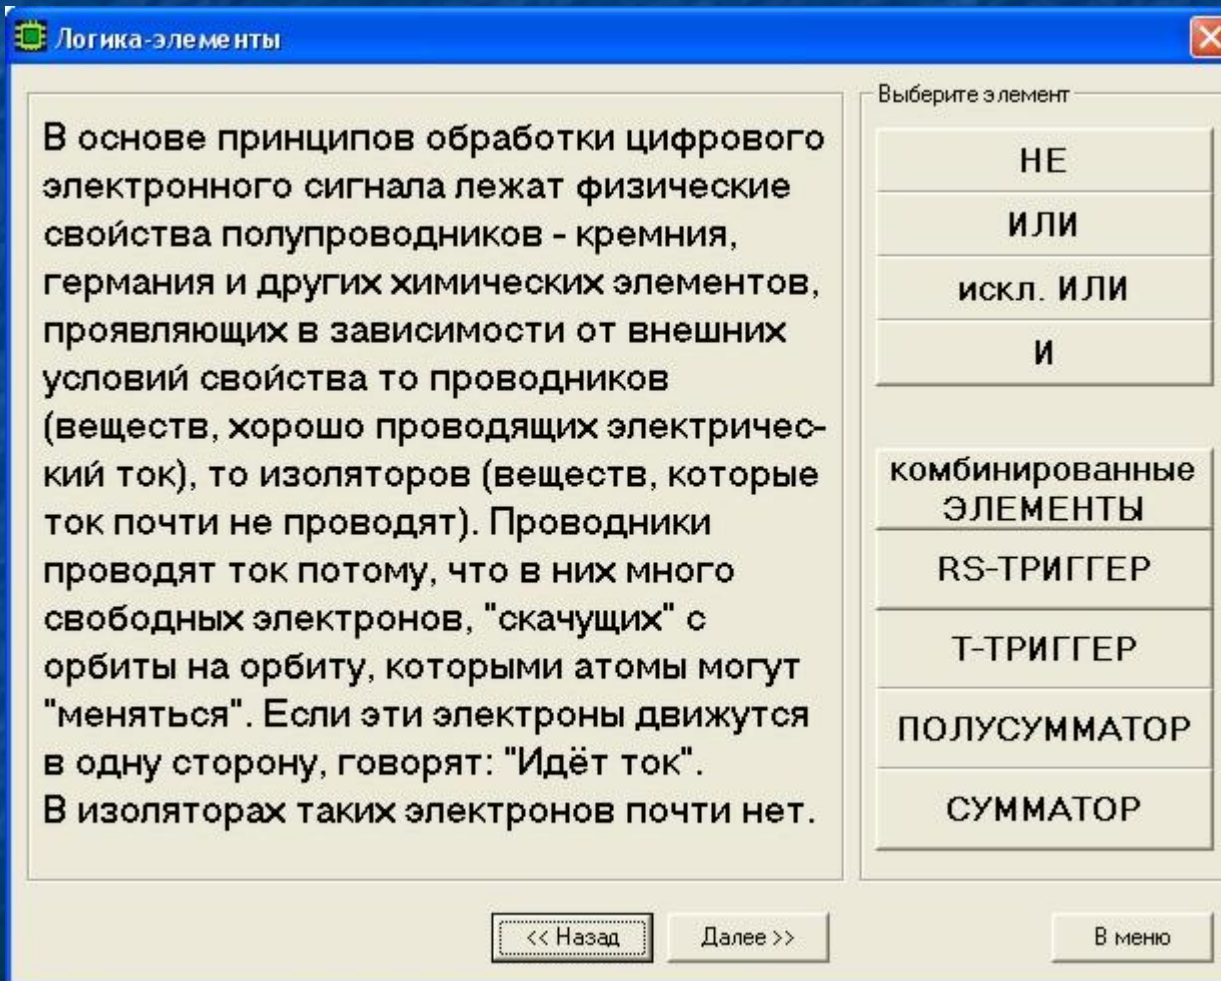 Логика-элементы
В основе принципов обработки цифрового
электронного сигнала лежат физические
свойства полупроводников - кремния,
германия и других химических элементов,
проявляющих в зависимости от внешних
условий свойства то проводников
(веществ, хорошо проводящих электричес-
кий ток), то изоляторов (веществ, которые
ток почти не проводят). Проводники
проводят ток потому, что в них много
свободных электронов, "скачущих" с
орбиты на орбиту, которыми атомы могут
"меняться". Если эти электроны движутся
в одну сторону, говорят: "Идёт ток".
В изоляторах таких электронов почти нет.
Выберите элемент
НЕ
ИЛИ
искл. ИЛИ
И
комбинированные
ЭЛЕМЕНТЫ
RS-ТРИГГЕР
Т-ТРИГГЕР
ПОЛУСУММАТОР
СУММАТОР
<< Назад
Далее >>
В меню